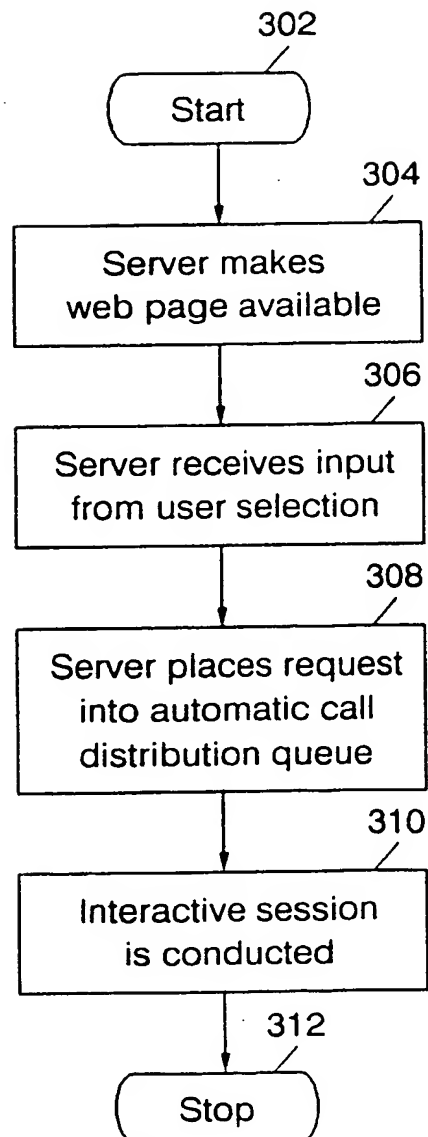 302
Start
304
Server makes
web page available
306
Server receives input
from user selection
308
Server places request
into automatic call
distribution queue
310
Interactive session
is conducted
312
Stop